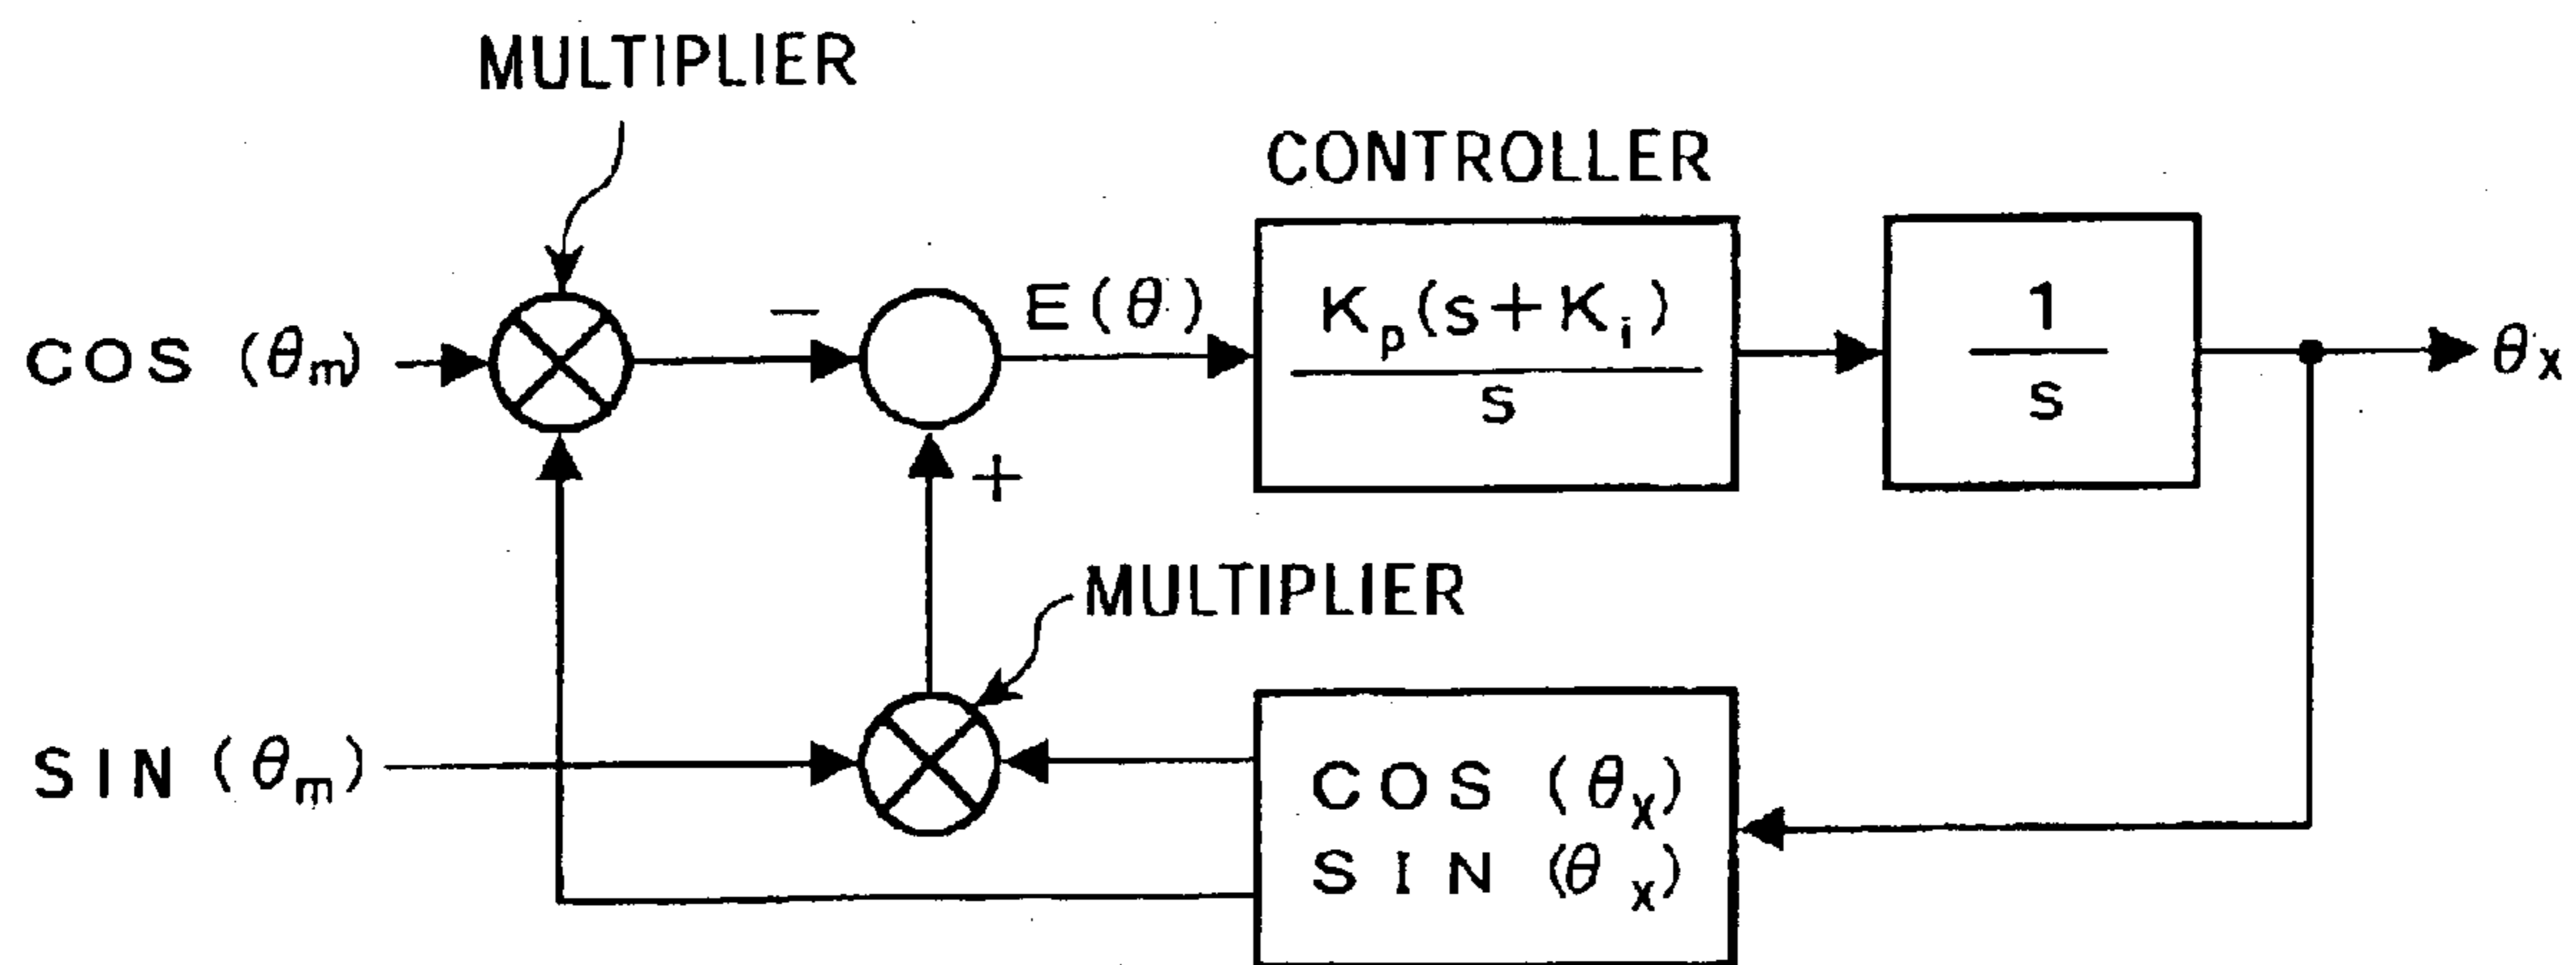 MULTIPLIER
CONTROLLER
COS (θm)
−
E(θ)
Kp(s+Ki)
s
1
s
θx
+
MULTIPLIER
SIN (θm)
COS (θx)
SIN (θx)